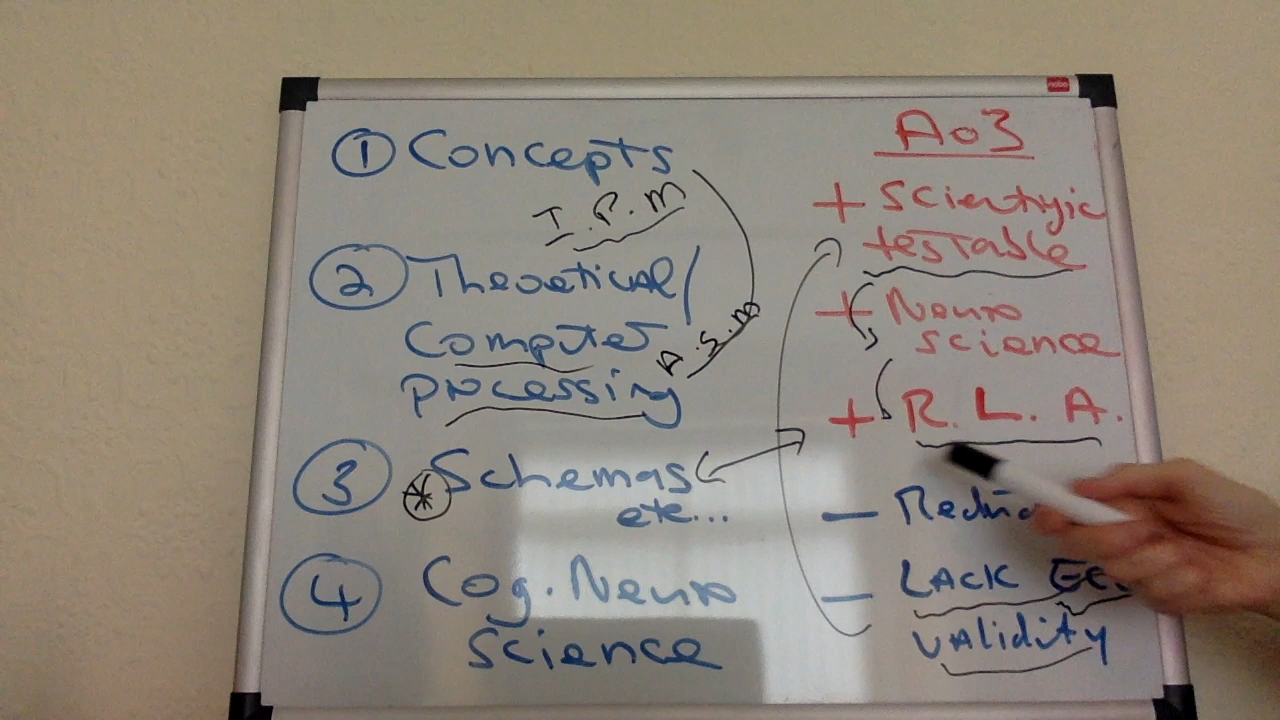 ① Concepts
I.P.M
② Theoretical/
Computer
processing
A.S.M
③ Schemas
etc...
④ Cog. Neuro
Science
AO3
+ Scientific
testable
+ Neuro
science
+ R.L.A.
-
- LACK
validity
nobo